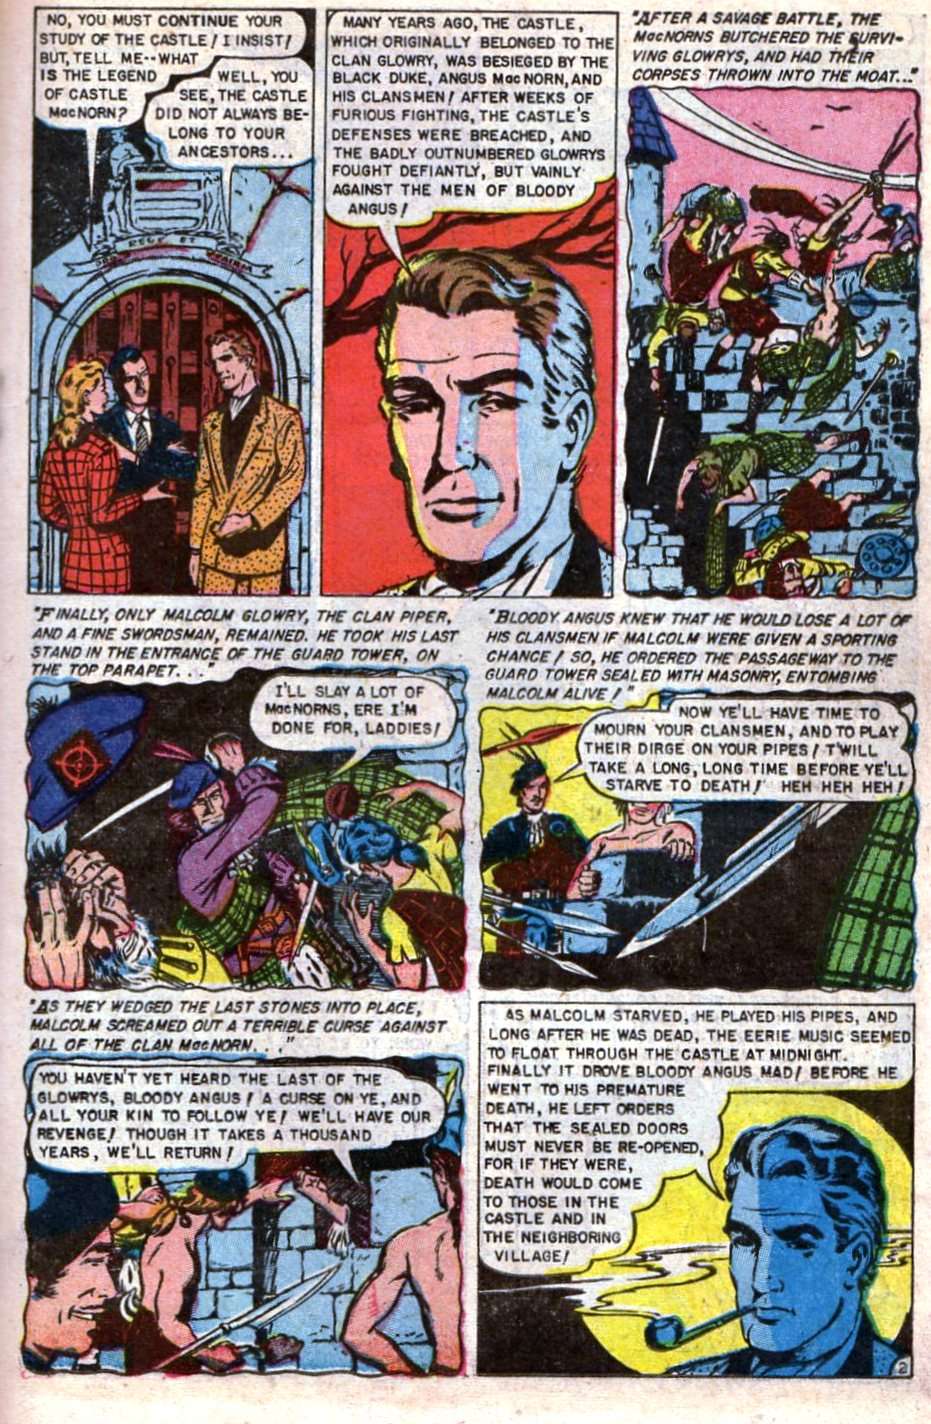 NO, YOU MUST CONTINUE YOUR
STUDY OF THE CASTLE! I INSIST!
BUT, TELL ME--WHAT
IS THE LEGEND
OF CASTLE
MacNORN?
WELL, YOU
SEE, THE CASTLE
DID NOT ALWAYS BE-
LONG TO YOUR
ANCESTORS...
REGE ET
MANY YEARS AGO, THE CASTLE,
WHICH ORIGINALLY BELONGED TO THE
CLAN GLOWRY, WAS BESIEGED BY THE
BLACK DUKE, ANGUS MacNORN, AND
HIS CLANSMEN! AFTER WEEKS OF
FURIOUS FIGHTING, THE CASTLE'S
DEFENSES WERE BREACHED, AND
THE BADLY OUTNUMBERED GLOWRYS
FOUGHT DEFIANTLY, BUT VAINLY
AGAINST THE MEN OF BLOODY
ANGUS!
"AFTER A SAVAGE BATTLE, THE
MacNORNS BUTCHERED THE SURVI-
VING GLOWRYS, AND HAD THEIR
CORPSES THROWN INTO THE MOAT..."
"FINALLY, ONLY MALCOLM GLOWRY, THE CLAN PIPER,
AND A FINE SWORDSMAN, REMAINED. HE TOOK HIS LAST
STAND IN THE ENTRANCE OF THE GUARD TOWER, ON
THE TOP PARAPET..."
I'LL SLAY A LOT OF
MacNORNS, ERE I'M
DONE FOR, LADDIES!
"BLOODY ANGUS KNEW THAT HE WOULD LOSE A LOT OF
HIS CLANSMEN IF MALCOLM WERE GIVEN A SPORTING
CHANCE! SO, HE ORDERED THE PASSAGEWAY TO THE
GUARD TOWER SEALED WITH MASONRY, ENTOMBING
MALCOLM ALIVE!"
NOW YE'LL HAVE TIME TO
MOURN YOUR CLANSMEN, AND TO PLAY
THEIR DIRGE ON YOUR PIPES! T'WILL
TAKE A LONG, LONG TIME BEFORE YE'LL
STARVE TO DEATH! HEH HEH HEH!
"AS THEY WEDGED THE LAST STONES INTO PLACE,
MALCOLM SCREAMED OUT A TERRIBLE CURSE AGAINST
ALL OF THE CLAN MacNORN..."
YOU HAVEN'T YET HEARD THE LAST OF THE
GLOWRYS, BLOODY ANGUS! A CURSE ON YE, AND
ALL YOUR KIN TO FOLLOW YE! WE'LL HAVE OUR
REVENGE! THOUGH IT TAKES A THOUSAND
YEARS, WE'LL RETURN!
AS MALCOLM STARVED, HE PLAYED HIS PIPES, AND
LONG AFTER HE WAS DEAD, THE EERIE MUSIC SEEMED
TO FLOAT THROUGH THE CASTLE AT MIDNIGHT.
FINALLY IT DROVE BLOODY ANGUS MAD! BEFORE HE
WENT TO HIS PREMATURE
DEATH, HE LEFT ORDERS
THAT THE SEALED DOORS
MUST NEVER BE RE-OPENED,
FOR IF THEY WERE,
DEATH WOULD COME
TO THOSE IN THE
CASTLE AND IN
THE NEIGHBORING
VILLAGE!
2